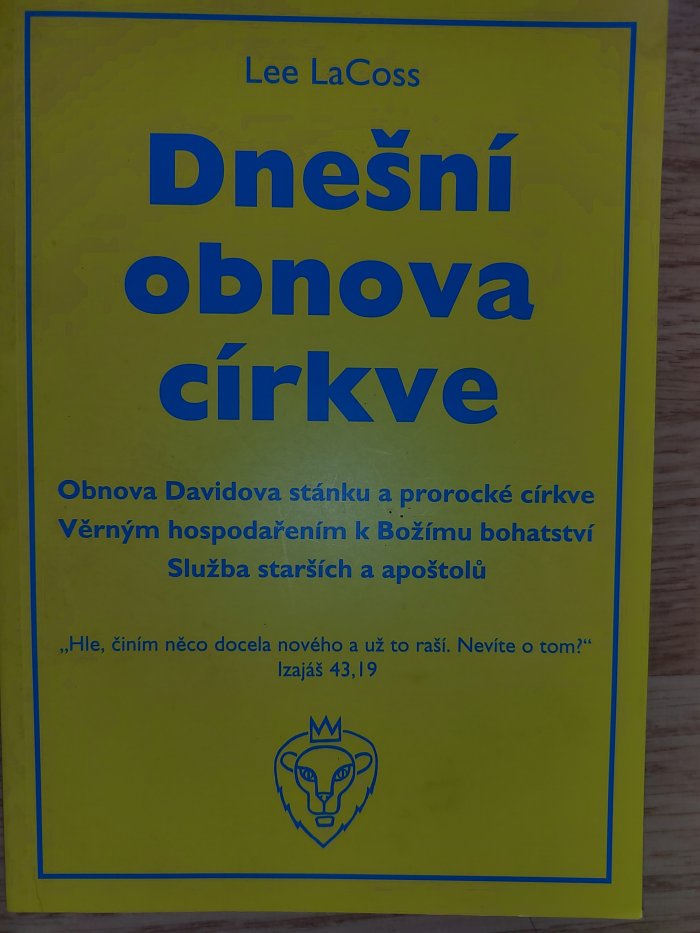 Lee LaCoss
Dnešní
obnova
církve
Obnova Davidova stánku a prorocké církve
Věrným hospodařením k Božímu bohatství
Služba starších a apoštolů
„Hle, činím něco docela nového a už to raší. Nevíte o tom?“
Izajáš 43,19